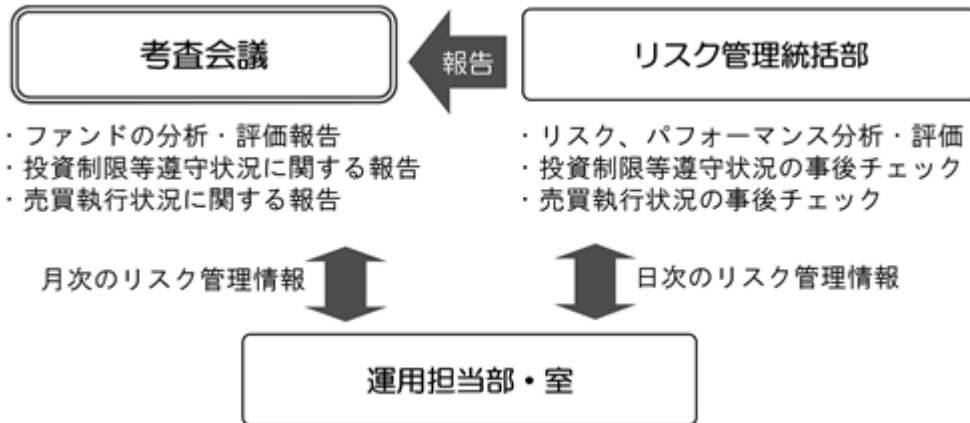 考査会議
報告
リスク管理統括部
・ファンドの分析・評価報告
・投資制限等遵守状況に関する報告
・売買執行状況に関する報告
・リスク、パフォーマンス分析・評価
・投資制限等遵守状況の事後チェック
・売買執行状況の事後チェック
月次のリスク管理情報
日次のリスク管理情報
運用担当部・室